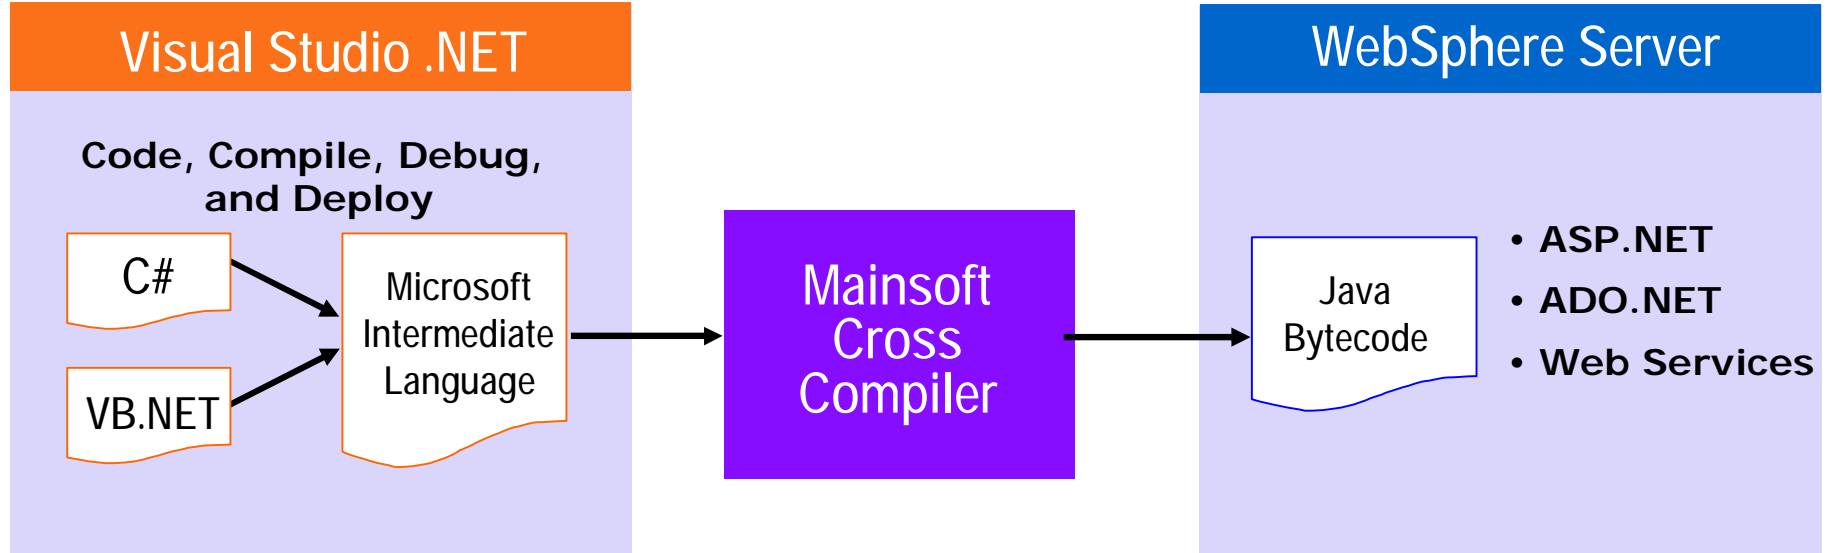 Visual Studio .NET
Code, Compile, Debug,
and Deploy
C#
VB.NET
Microsoft
Intermediate
Language
Mainsoft
Cross
Compiler
WebSphere Server
Java
Bytecode
• ASP.NET
• ADO.NET
• Web Services